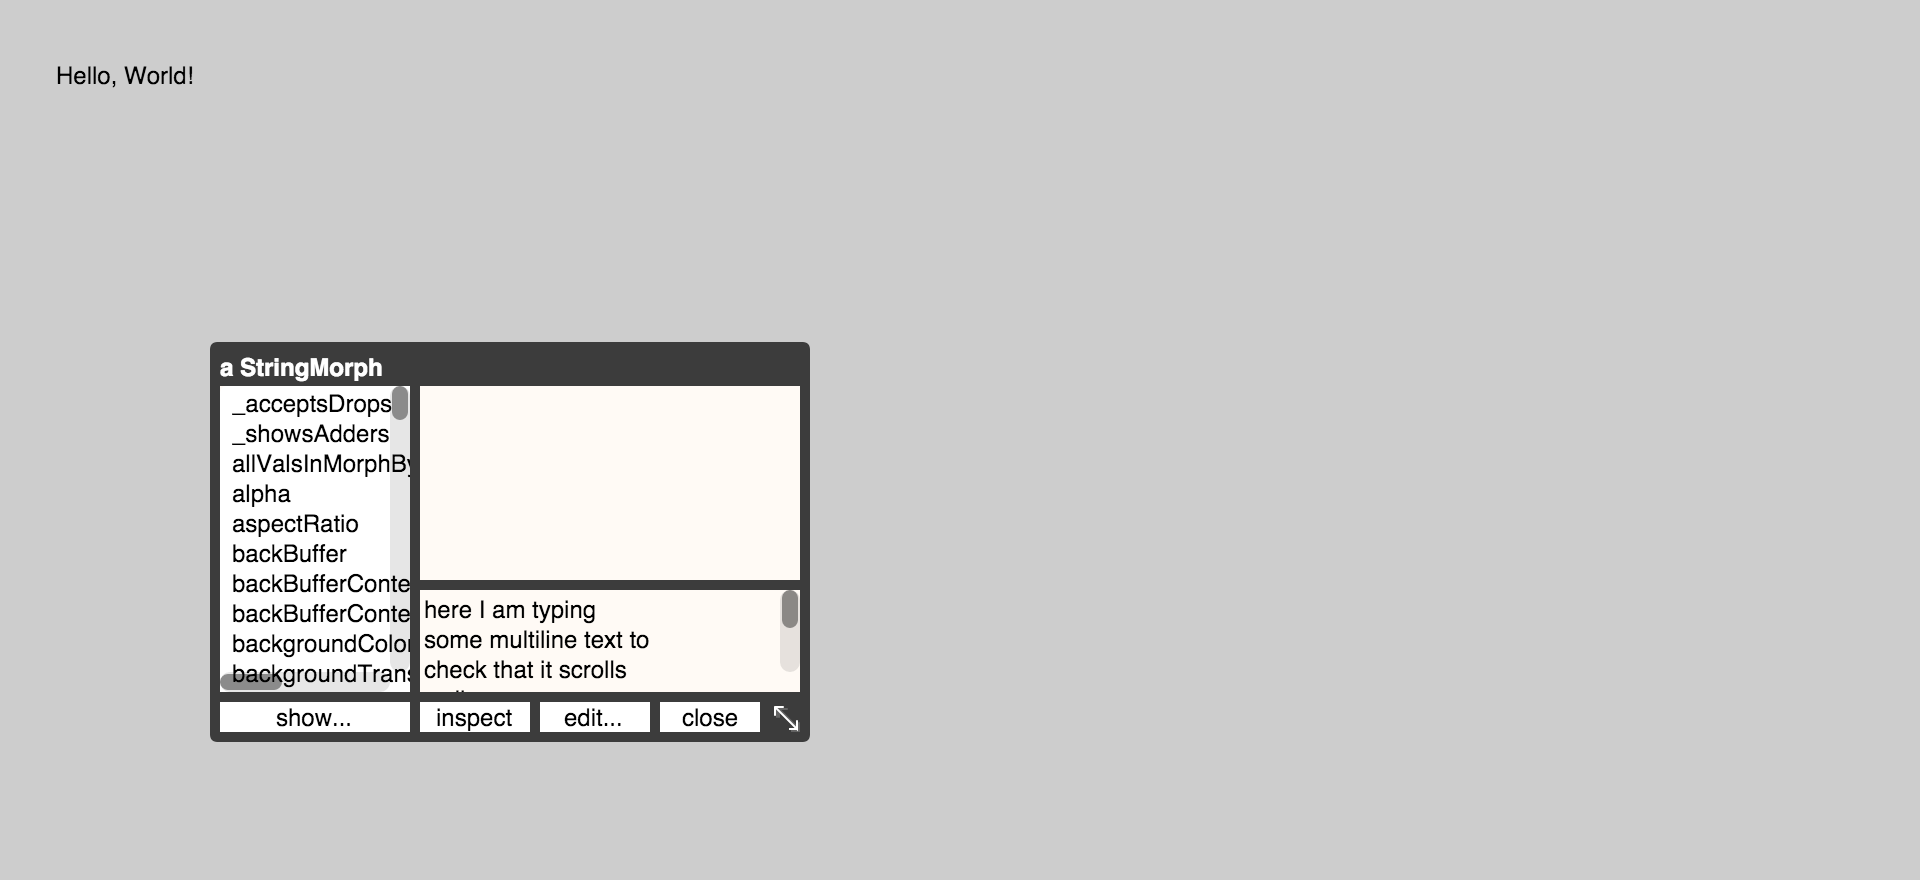 Hello, World!
a StringMorph
_acceptsDrops
_showsAdders
allValsInMorphBy
alpha
aspectRatio
backBuffer
backBufferConte
backBufferConte
backgroundColor
backgroundTrans
here I am typing
some multiline text to
check that it scrolls
show...
inspect
edit...
close